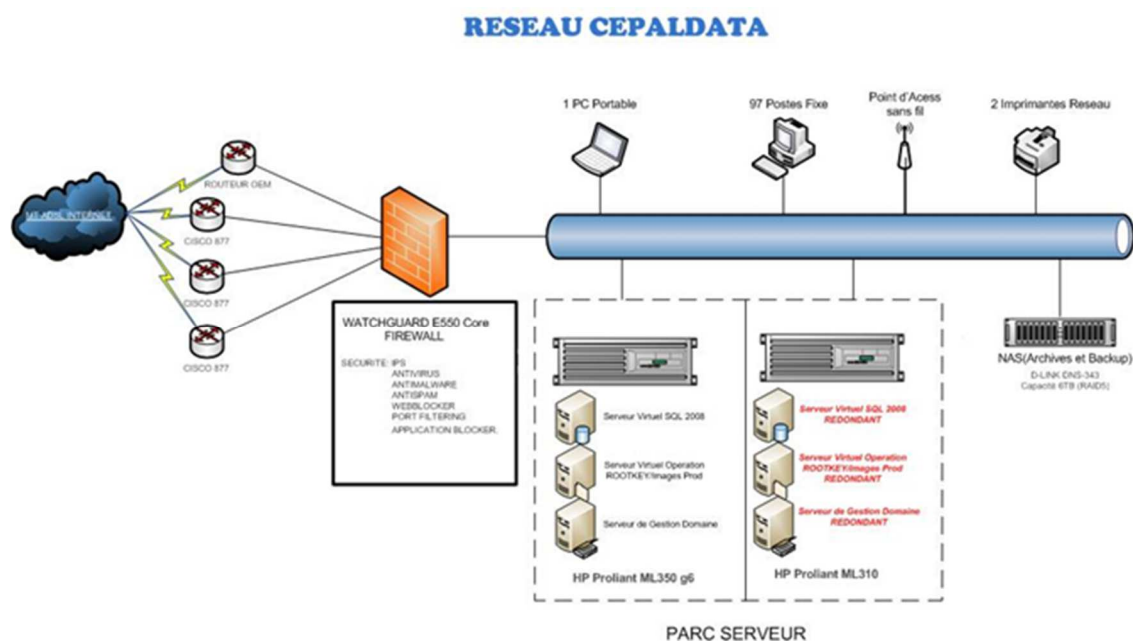 RESEAU CEPALDATA
1 PC Portable
97 Postes Fixe
Point d'Acess
sans fil
2 Imprimantes Reseau
ROUTEUR OEM
CISCO 877
CISCO 877
CISCO 877
WATCHGUARD E550 Core
FIREWALL
SECURITE: IPS
ANTIVIRUS
ANTIMALWARE
ANTISPAM
WEBLOCKER
PORT FILTERING
APPLICATION BLOCKER.
Serveur Virtuel SQL 2008
Serveur Virtuel Operation
ROOTKEY/Images Prod
Serveur de Gestion Domaine
HP Proliant ML350 g6
Serveur Virtuel SQL 2008
REDONDANT
Serveur Virtuel Operation
ROOTKEY/Images Prod
REDONDANT
Serveur de Gestion Domaine
REDONDANT
HP Proliant ML310
NAS(Archives et Backup)
D-LINK DNS-343
Capacité 6TB (RAID5)
PARC SERVEUR